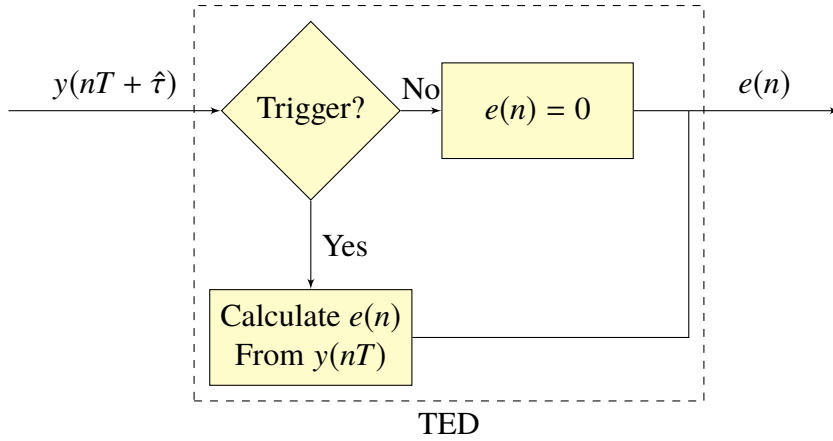 y(nT + τ̂)
Trigger?
No
e(n) = 0
e(n)
Yes
Calculate e(n)
From y(nT)
TED